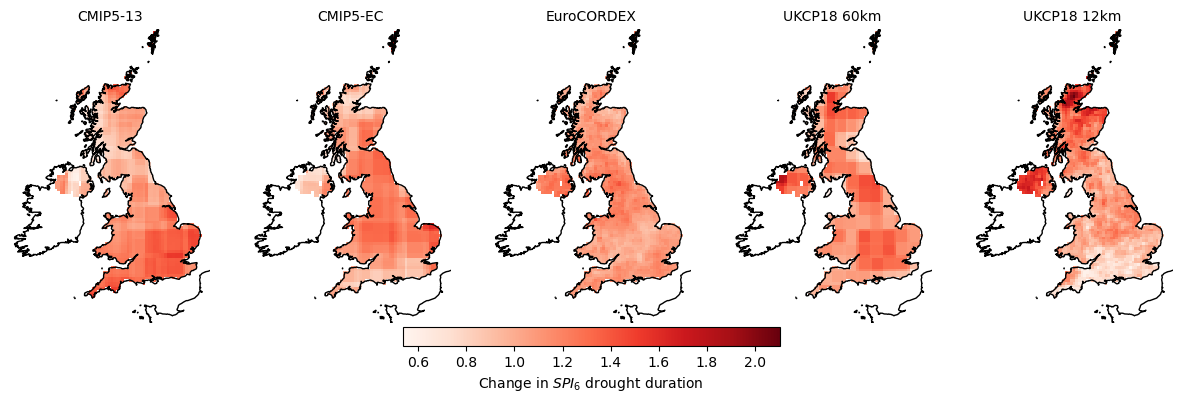 CMIP5-13 CMIP5-EC EuroCORDEX UKCP18 60km UKCP18 12km
0.6 0.8 1.0 1.2 1.4 1.6 1.8 2.0
Change in SPI₆ drought duration